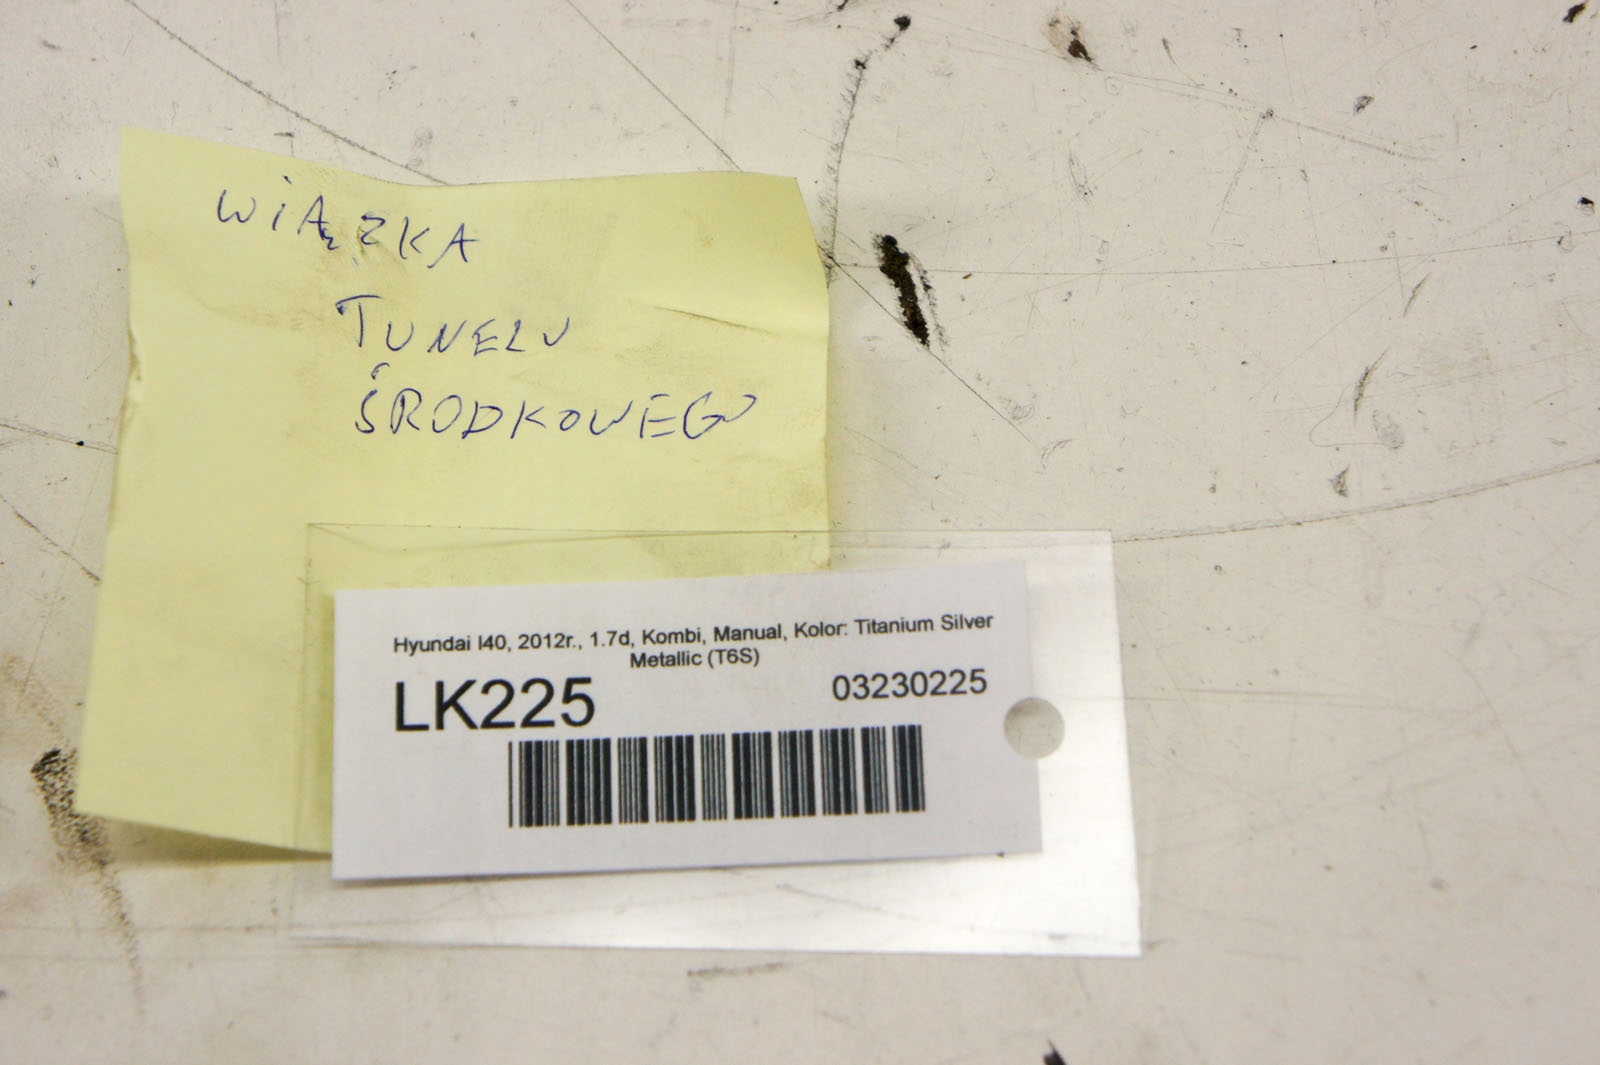 WIĄZKA
TUNELU
ŚRODKOWEGO
Hyundai I40, 2012r., 1.7d, Kombi, Manual, Kolor: Titanium Silver
Metallic (T6S)
LK225 03230225